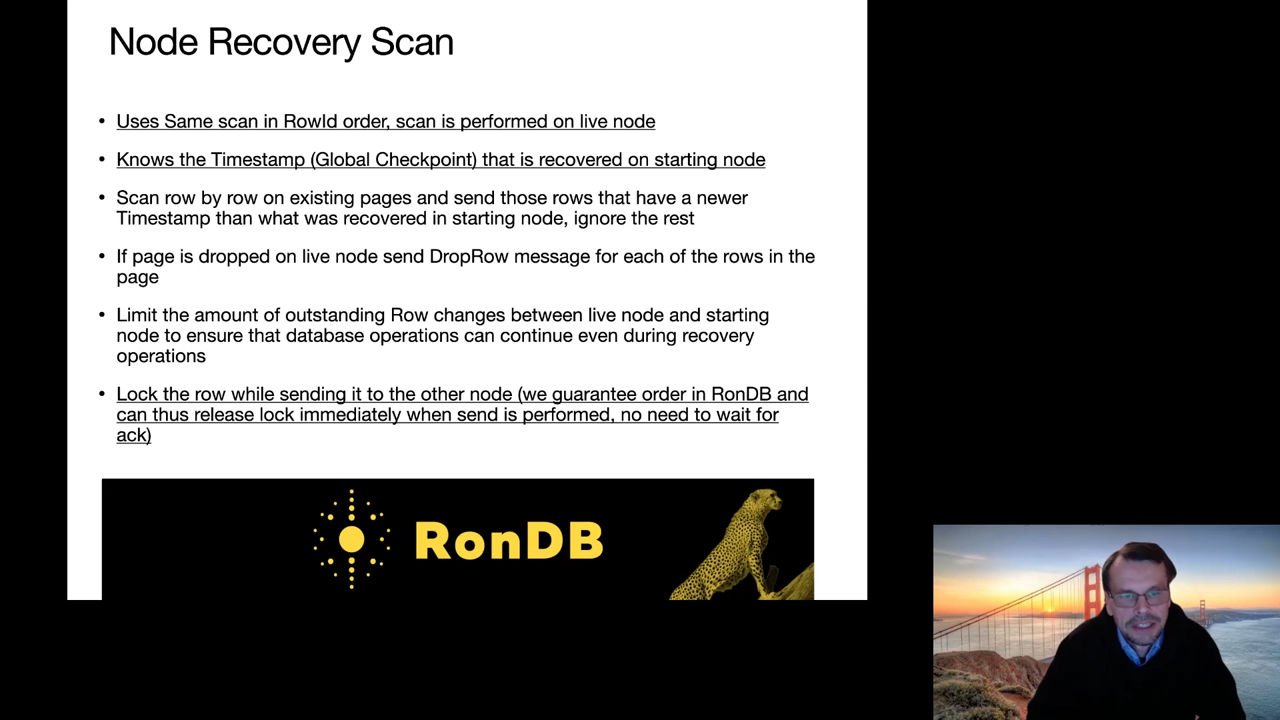 Node Recovery Scan
• Uses Same scan in RowId order, scan is performed on live node
• Knows the Timestamp (Global Checkpoint) that is recovered on starting node
• Scan row by row on existing pages and send those rows that have a newer
Timestamp than what was recovered in starting node, ignore the rest
• If page is dropped on live node send DropRow message for each of the rows in the
page
• Limit the amount of outstanding Row changes between live node and starting
node to ensure that database operations can continue even during recovery
operations
• Lock the row while sending it to the other node (we guarantee order in RonDB and
can thus release lock immediately when send is performed, no need to wait for
ack)
RonDB